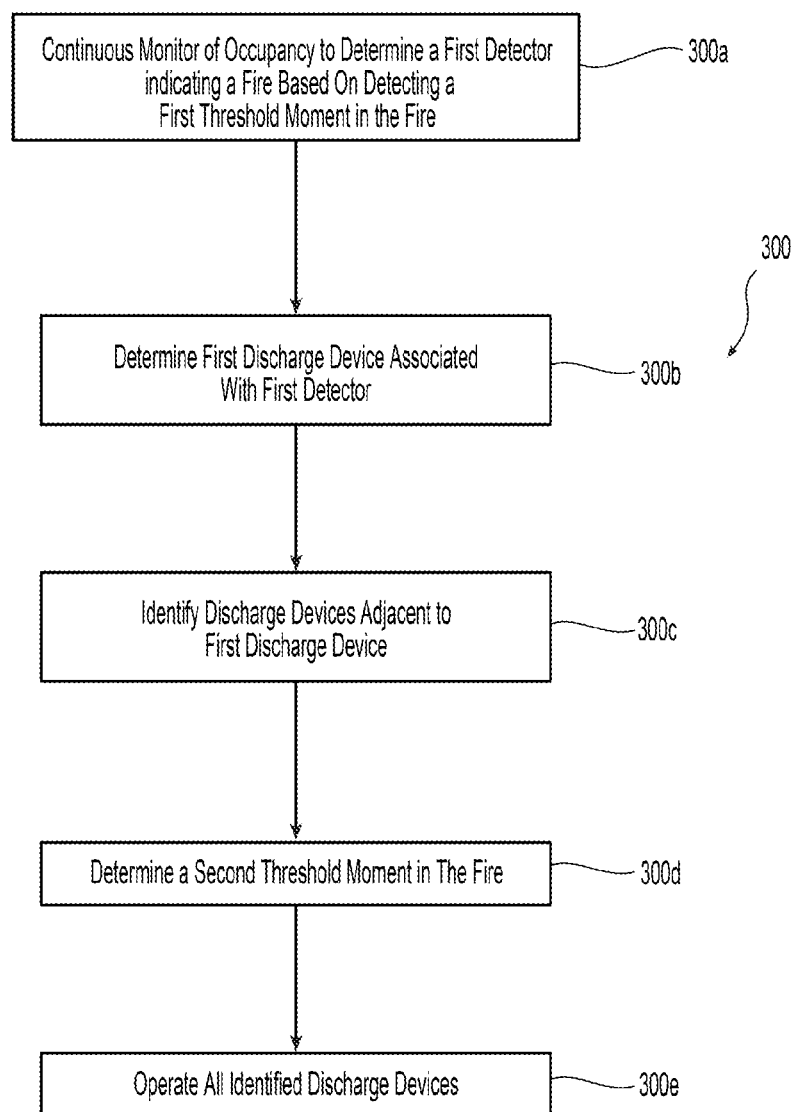 Continuous Monitor of Occupancy to Determine a First Detector
indicating a Fire Based On Detecting a
First Threshold Moment in the Fire
300a
300
Determine First Discharge Device Associated
With First Detector
300b
Identify Discharge Devices Adjacent to
First Discharge Device
300c
Determine a Second Threshold Moment in The Fire
300d
Operate All Identified Discharge Devices
300e